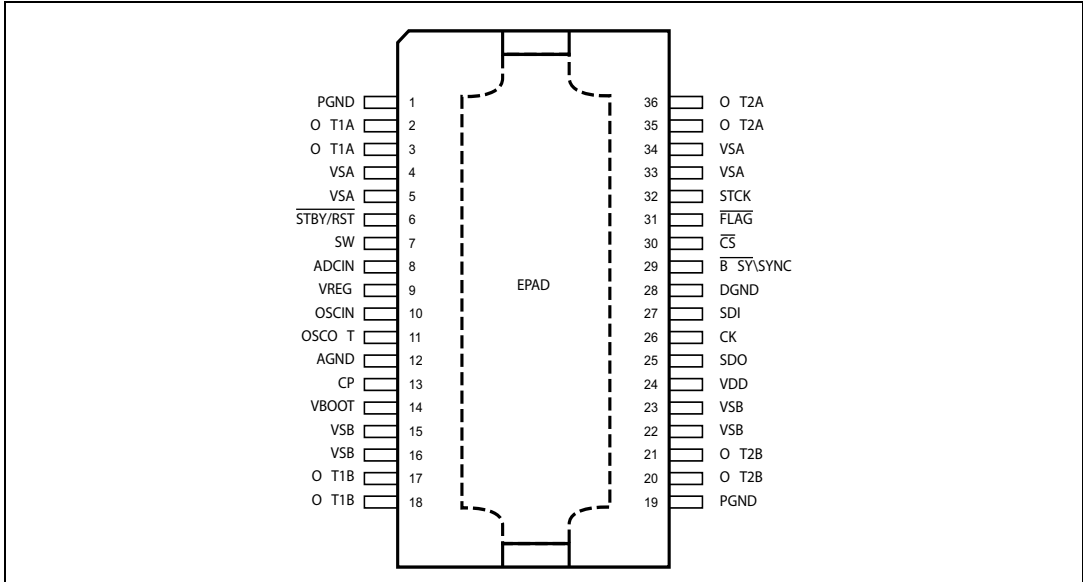 PGND 1
O T1A 2
O T1A 3
VSA 4
VSA 5
STBY/RST 6
SW 7
ADCIN 8
VREG 9
OSCIN 10
OSCO T 11
AGND 12
CP 13
VBOOT 14
VSB 15
VSB 16
O T1B 17
O T1B 18
EPAD
36 O T2A
35 O T2A
34 VSA
33 VSA
32 STCK
31 FLAG
30 CS
29 B SY\SYNC
28 DGND
27 SDI
26 CK
25 SDO
24 VDD
23 VSB
22 VSB
21 O T2B
20 O T2B
19 PGND